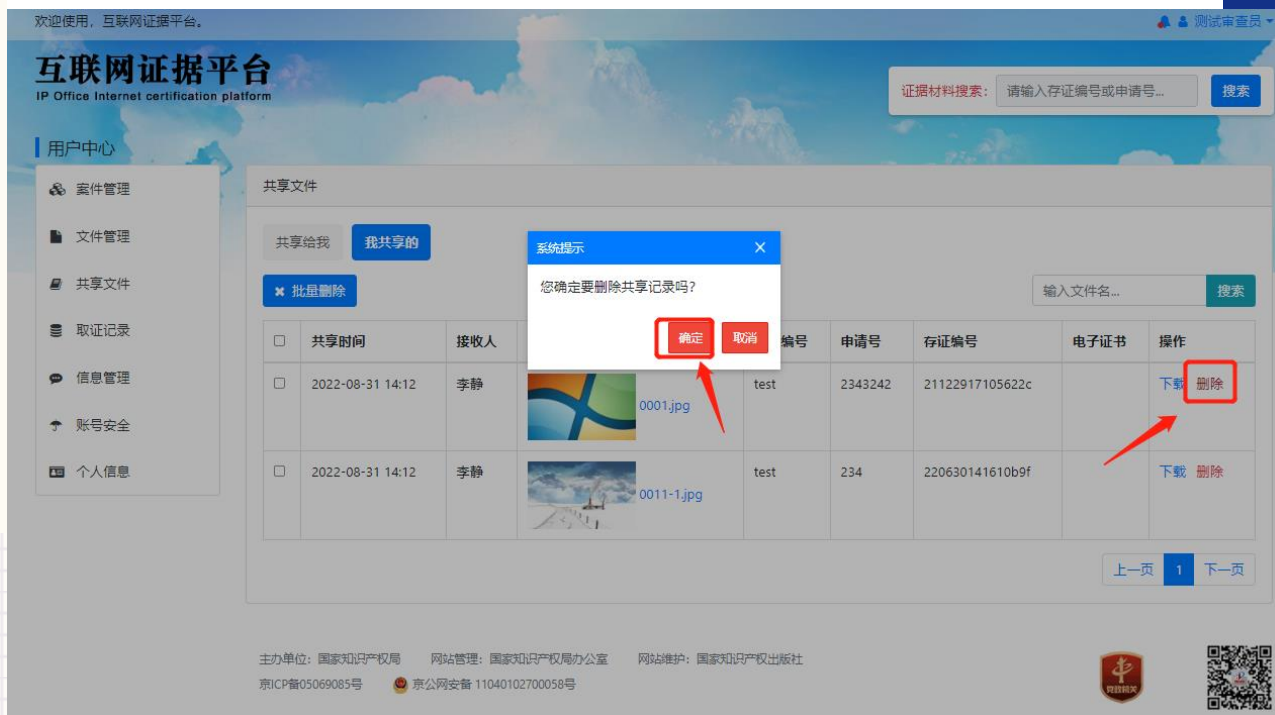 欢迎使用，互联网证据平台。
测试审查员
互联网证据平台
IP Office Internet certification platform
证据材料搜索： 请输入存证编号或申请号... 搜索
用户中心
案件管理
文件管理
共享文件
取证记录
信息管理
账号安全
个人信息
共享文件
共享给我 我共享的
批量删除
输入文件名... 搜索
系统提示
您确定要删除共享记录吗？
确定 取消
共享时间 接收人 编号 申请号 存证编号 电子证书 操作
2022-08-31 14:12 李静 0001.jpg test 2343242 21122917105622c 下载 删除
2022-08-31 14:12 李静 0011-1.jpg test 234 220630141610b9f 下载 删除
上一页 1 下一页
主办单位：国家知识产权局 网站管理：国家知识产权局办公室 网站维护：国家知识产权出版社
京ICP备05069085号 京公网安备 11040102700058号
党政机关